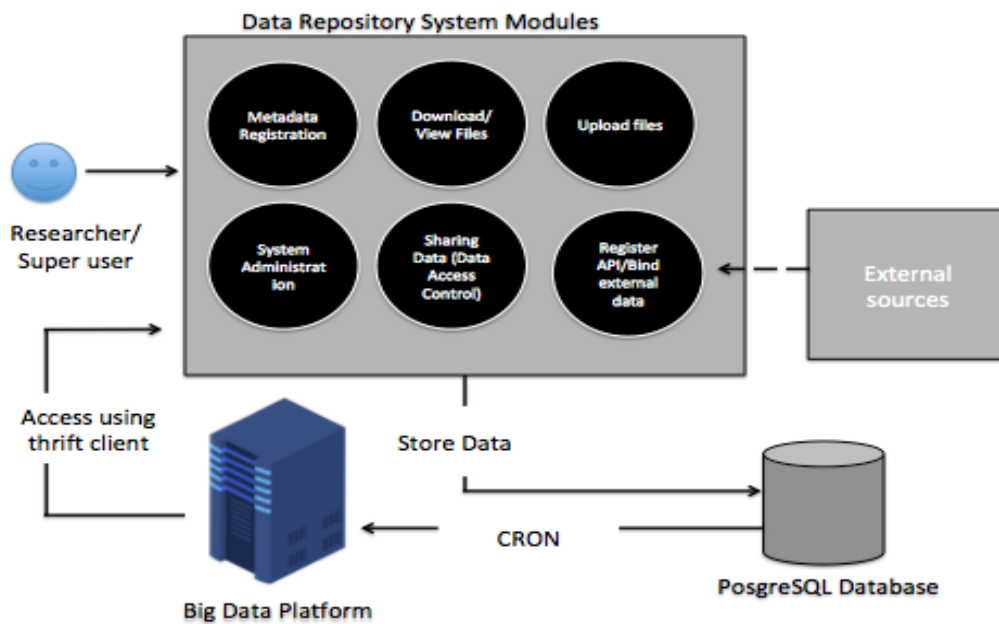 Data Repository System Modules
Metadata
Registration
Download/
View Files
Upload files
Researcher/
Super user
System
Administrat
ion
Sharing
Data (Data
Access
Control)
Register
API/Bind
external
data
External
sources
Access using
thrift client
Store Data
CRON
PosgreSQL Database
Big Data Platform